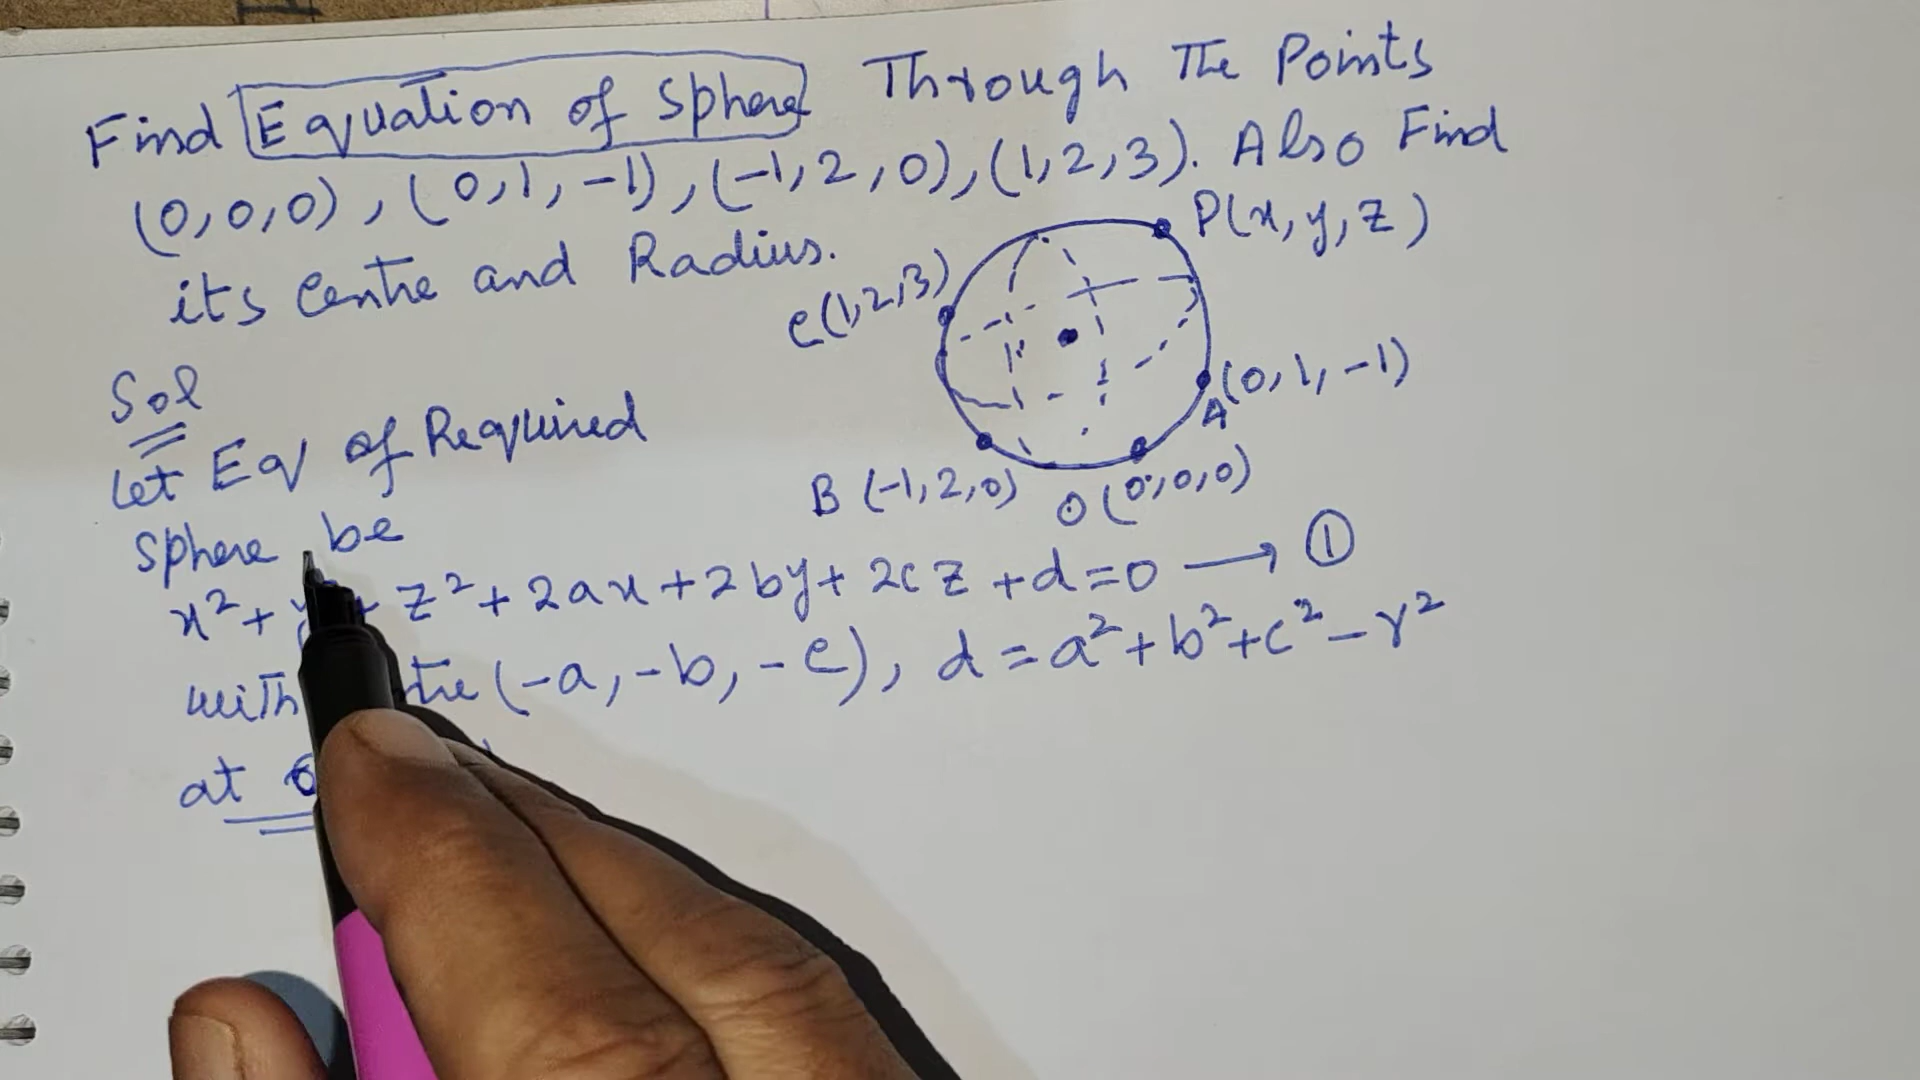 Find Equation of Sphere Through The Points
(0,0,0), (0,1,-1), (-1,2,0), (1,2,3). Also Find
its Centre and Radius.
P(x,y,z)
C(1,2,3)
A(0,1,-1)
B(-1,2,0)
O(0,0,0)
Sol
Let Eq of Required
Sphere be
x²+ + z²+2ax+2by+2cz+d=0 → ①
with (-a,-b,-c), d=a²+b²+c²-r²
at